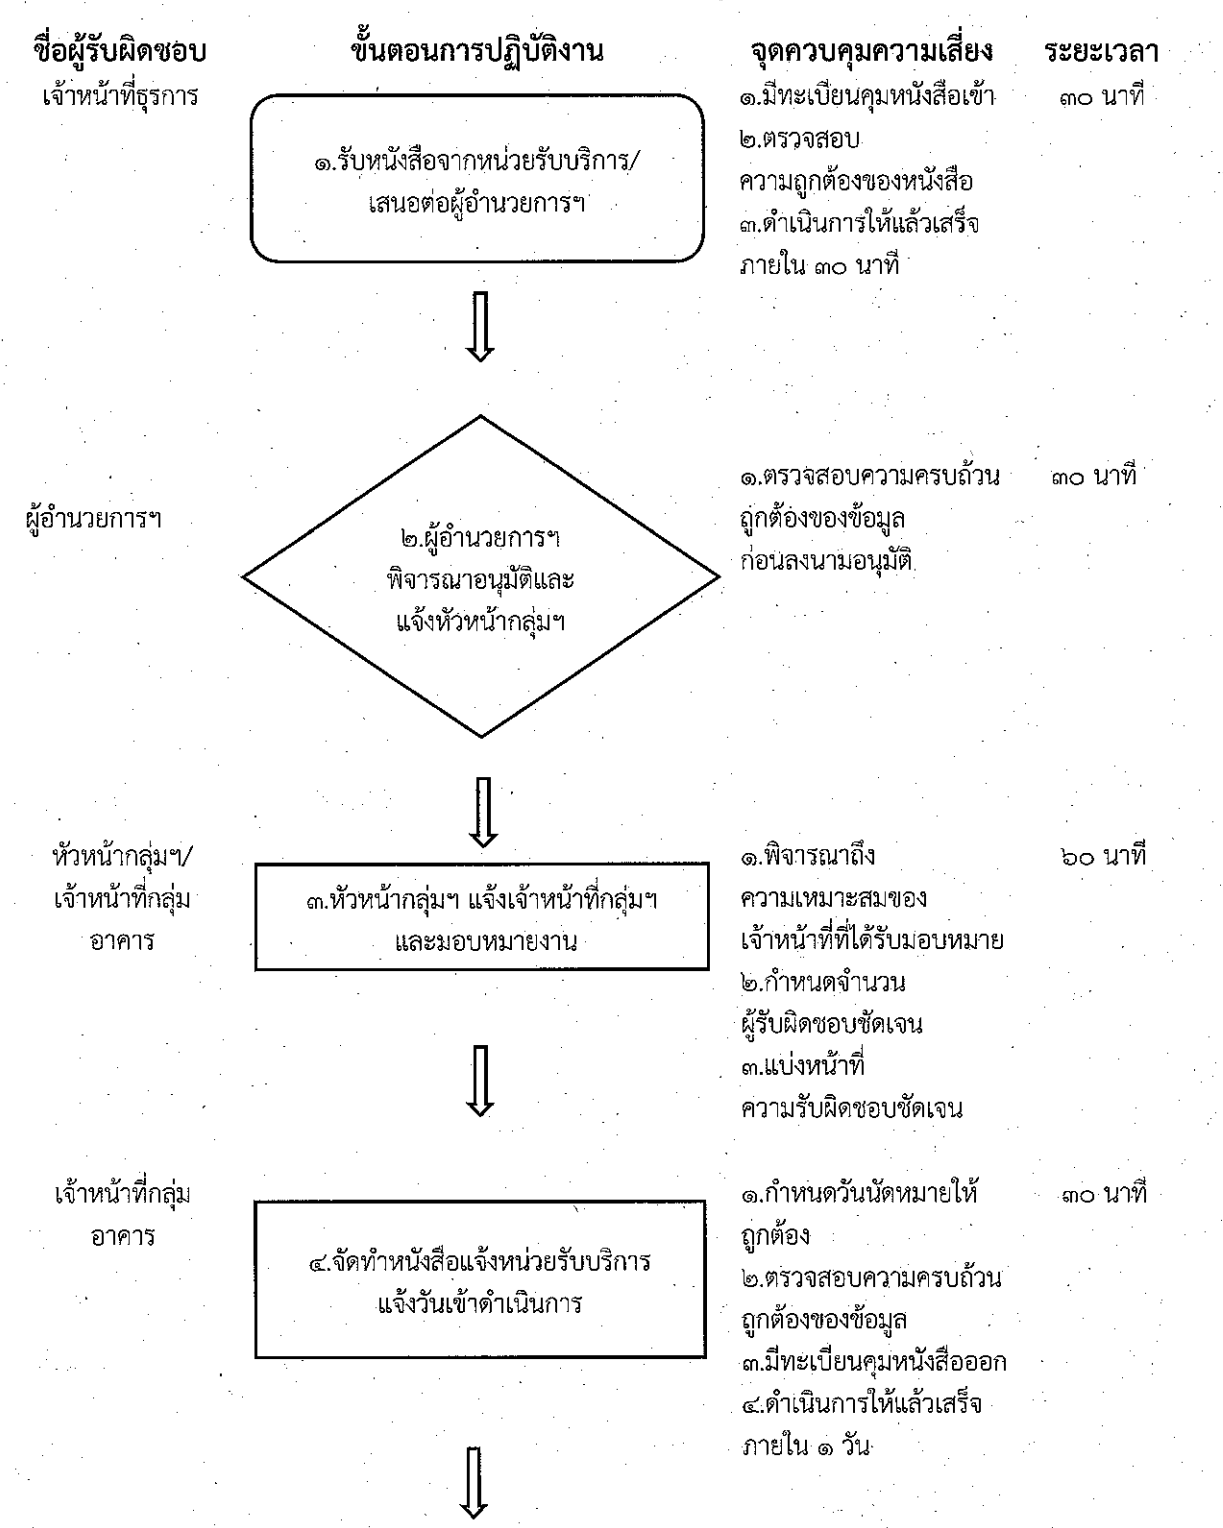 ชื่อผู้รับผิดชอบ ขั้นตอนการปฏิบัติงาน จุดควบคุมความเสี่ยง ระยะเวลา
เจ้าหน้าที่ธุรการ
๑.รับหนังสือจากหน่วยรับบริการ/
เสนอต่อผู้อำนวยการฯ
๑.มีทะเบียนคุมหนังสือเข้า
๒.ตรวจสอบ
ความถูกต้องของหนังสือ
๓.ดำเนินการให้แล้วเสร็จ
ภายใน ๓๐ นาที
๓๐ นาที
ผู้อำนวยการฯ
๒.ผู้อำนวยการฯ
พิจารณาอนุมัติและ
แจ้งหัวหน้ากลุ่มฯ
๑.ตรวจสอบความครบถ้วน
ถูกต้องของข้อมูล
ก่อนลงนามอนุมัติ
๓๐ นาที
หัวหน้ากลุ่มฯ/
เจ้าหน้าที่กลุ่ม
อาคาร
๓.หัวหน้ากลุ่มฯ แจ้งเจ้าหน้าที่กลุ่มฯ
และมอบหมายงาน
๑.พิจารณาถึง
ความเหมาะสมของ
เจ้าหน้าที่ที่ได้รับมอบหมาย
๒.กำหนดจำนวน
ผู้รับผิดชอบชัดเจน
๓.แบ่งหน้าที่
ความรับผิดชอบชัดเจน
๖๐ นาที
เจ้าหน้าที่กลุ่ม
อาคาร
๔.จัดทำหนังสือแจ้งหน่วยรับบริการ
แจ้งวันเข้าดำเนินการ
๑.กำหนดวันนัดหมายให้
ถูกต้อง
๒.ตรวจสอบความครบถ้วน
ถูกต้องของข้อมูล
๓.มีทะเบียนคุมหนังสือออก
๔.ดำเนินการให้แล้วเสร็จ
ภายใน ๑ วัน
๓๐ นาที